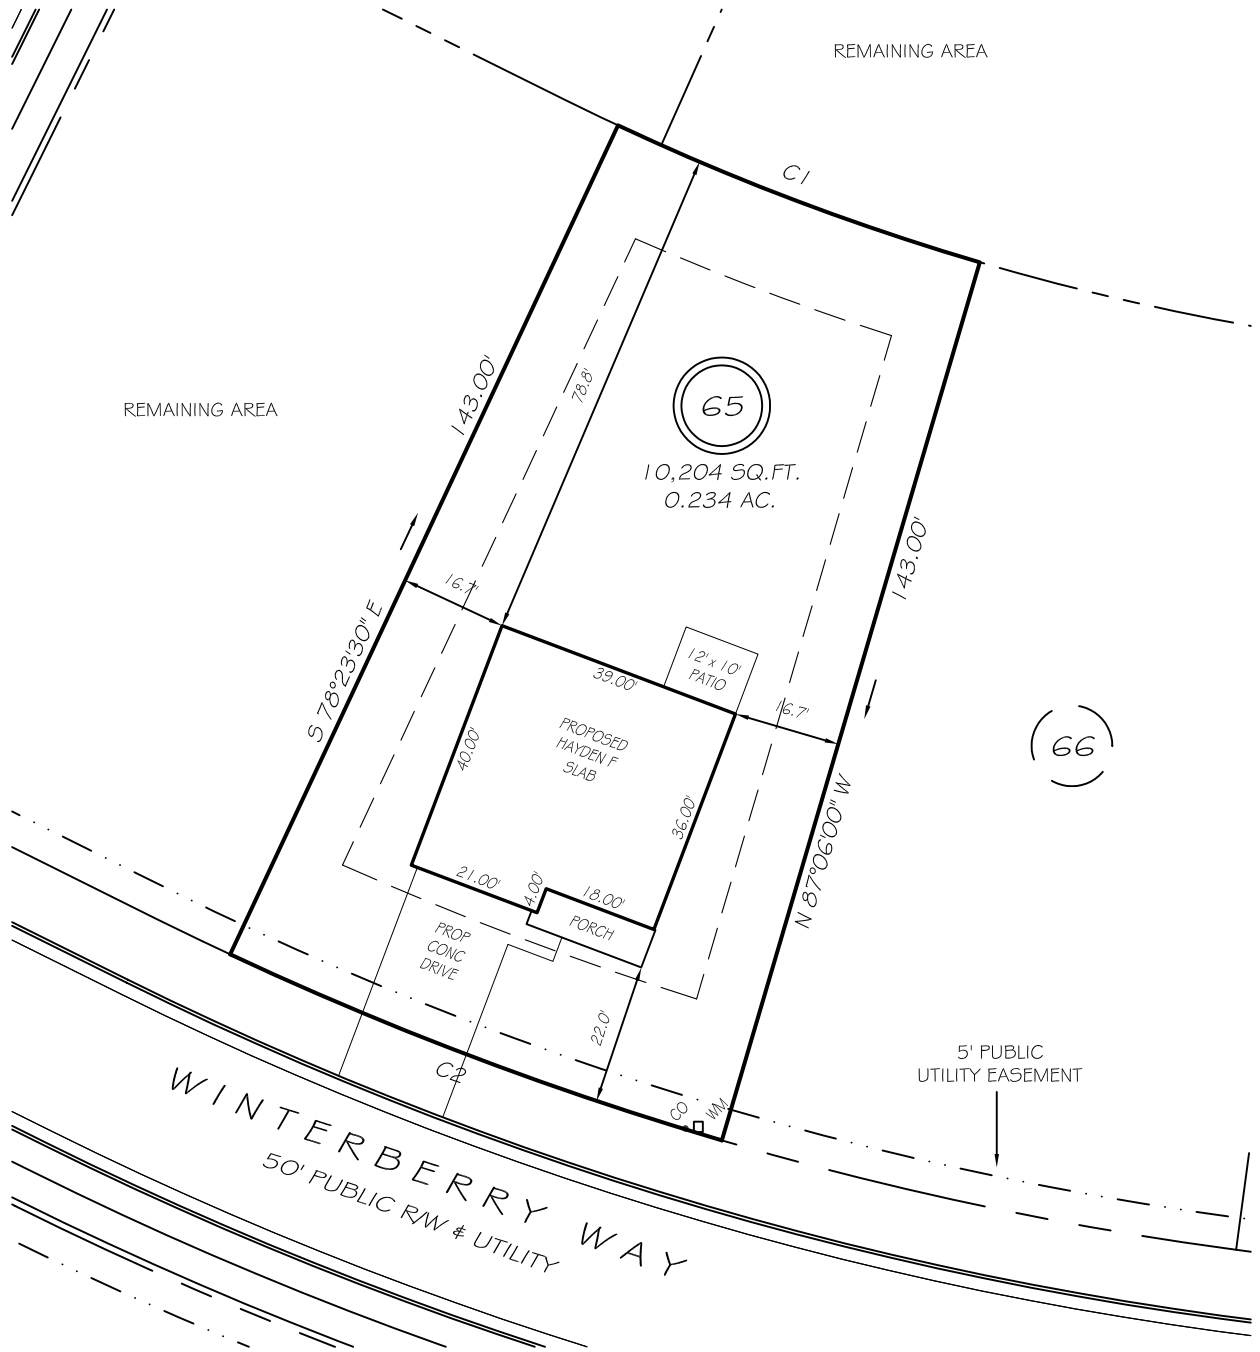 REMAINING AREA
C1
143.00'
78.8'
REMAINING AREA
65
10,204 SQ.FT.
0.234 AC.
143.00'
16.7'
S 78°23'30" E
12' x 10'
PATIO
39.00'
16.7'
PROPOSED
HAYDEN F
SLAB
40.00'
36.00'
66
N 87°06'00" W
21.00'
4.00'
18.00'
PORCH
PROP
CONC
DRIVE
22.0'
C2
CO
WM
5' PUBLIC
UTILITY EASEMENT
WINTERBERRY WAY
50' PUBLIC R/W & UTILITY